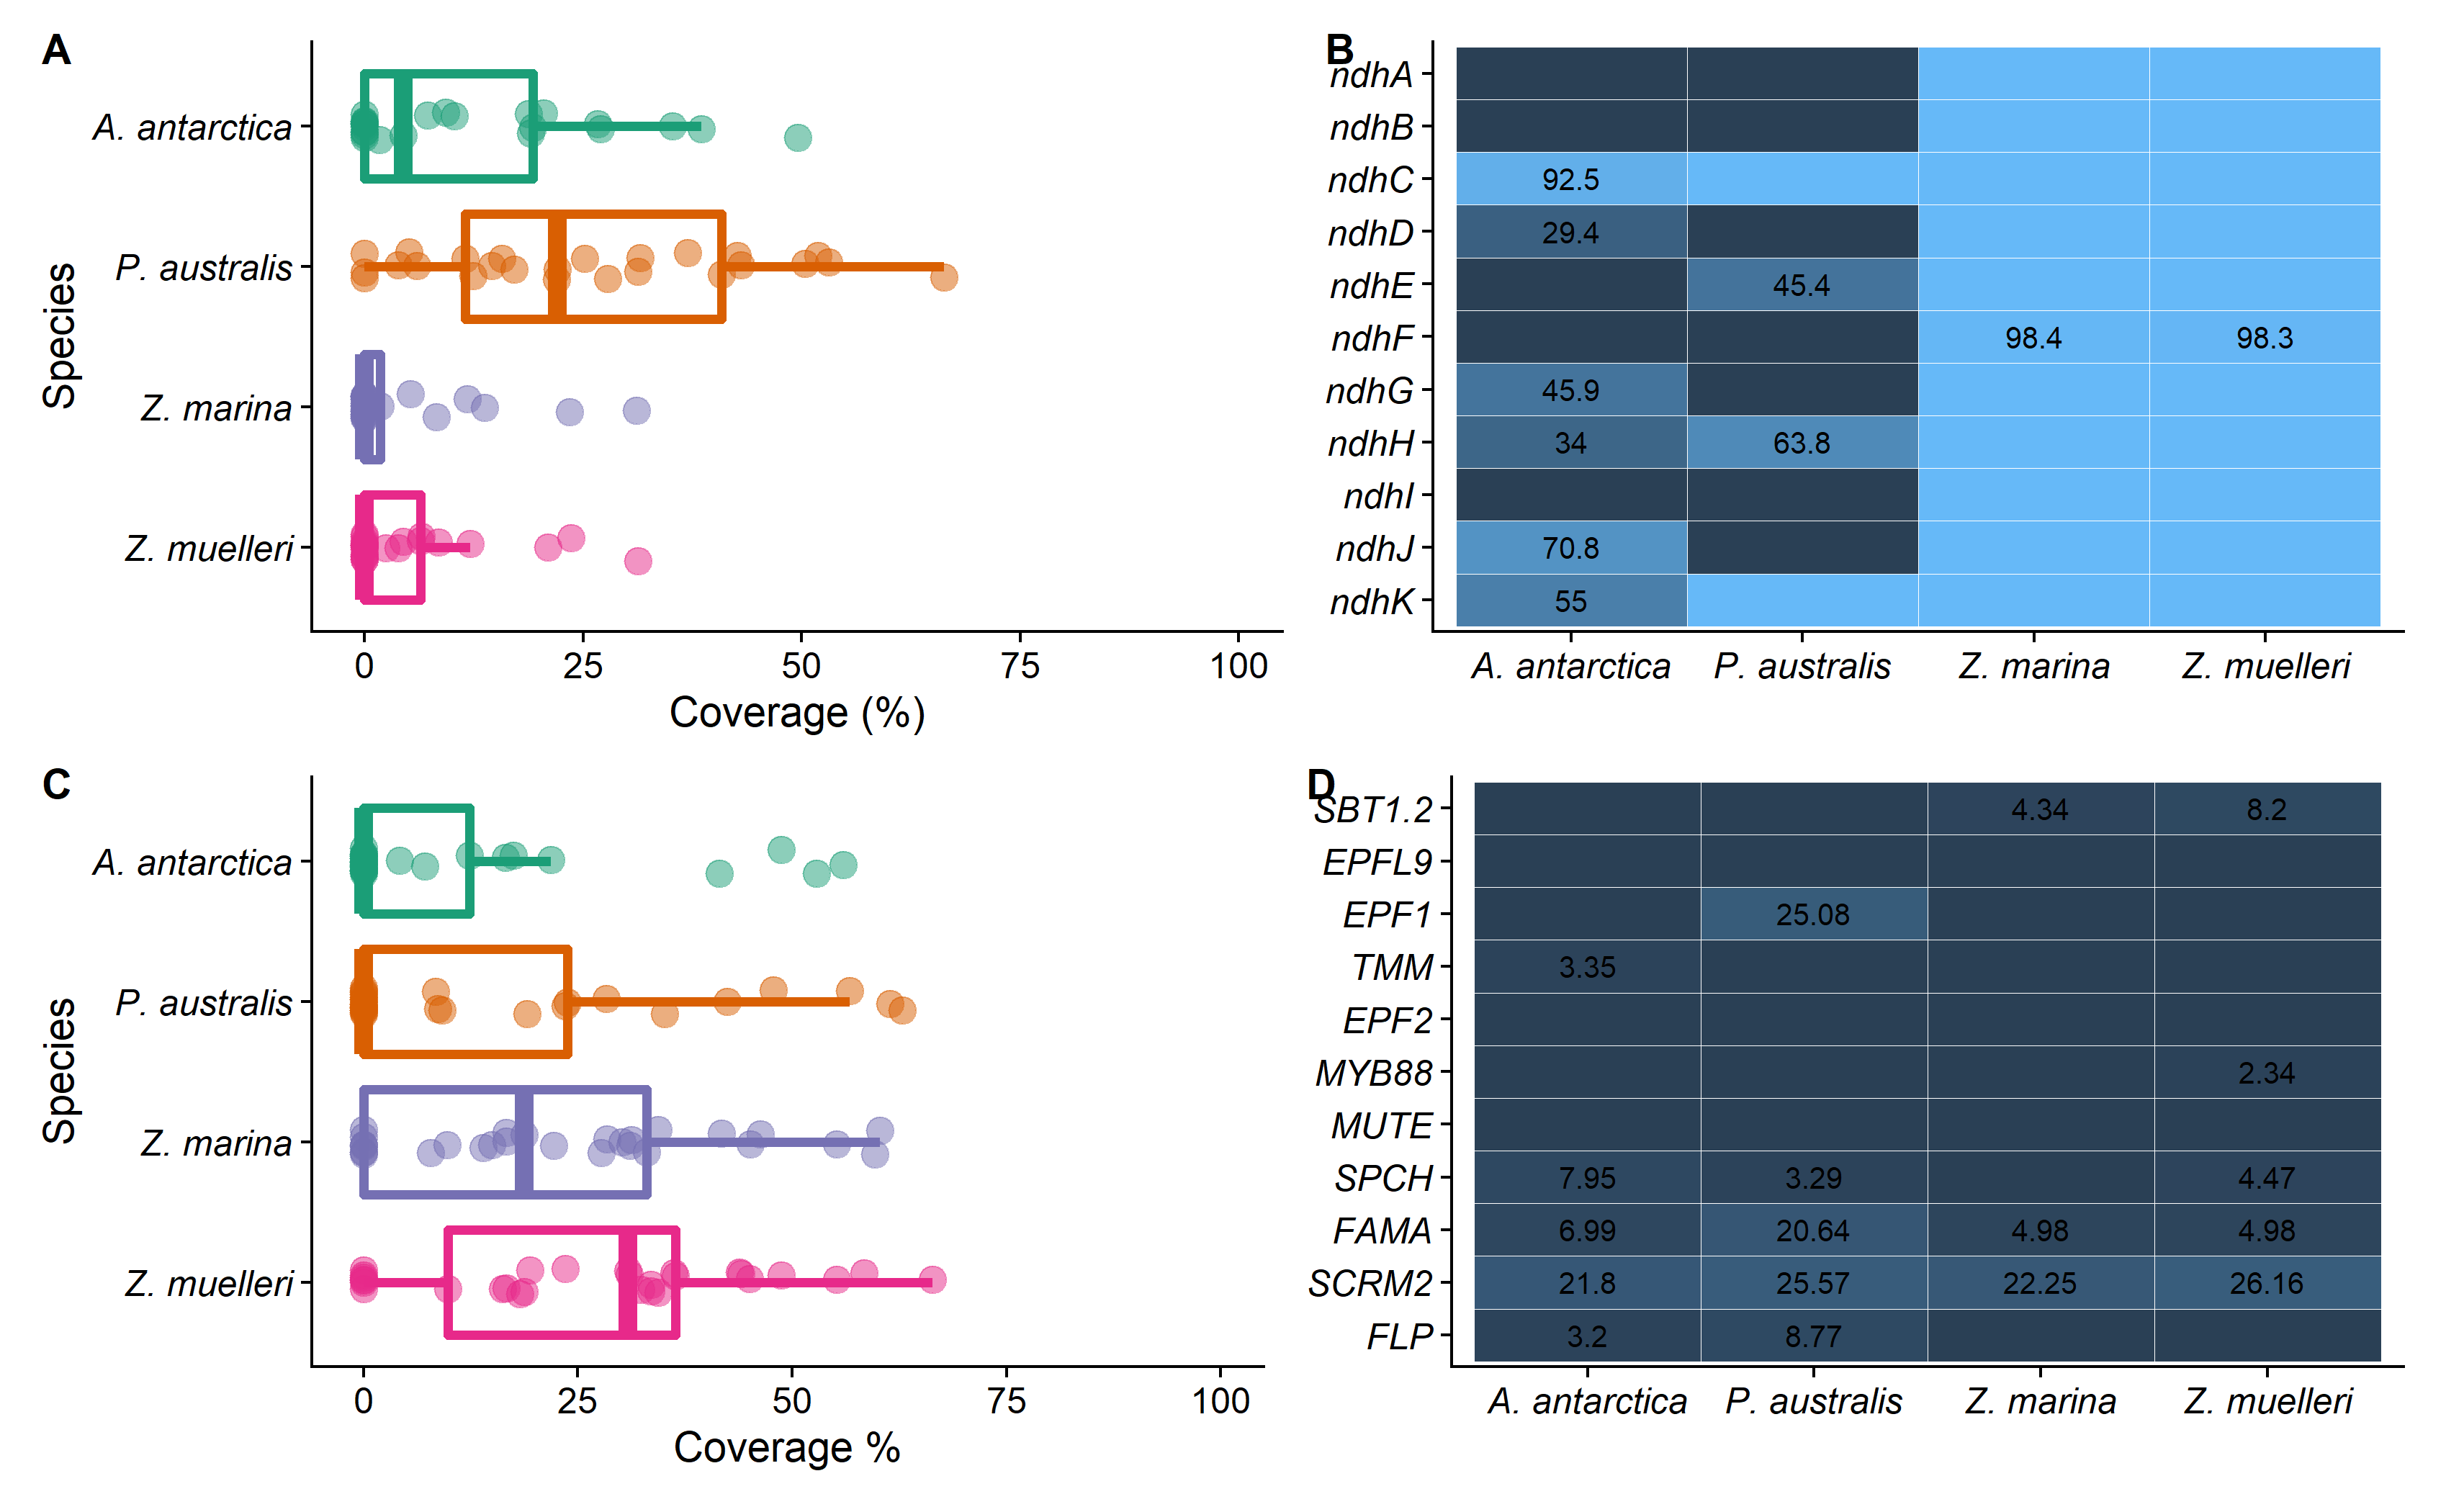 A
Species
A. antarctica
P. australis
Z. marina
Z. muelleri
0 25 50 75 100
Coverage (%)
B
ndhA
ndhB
ndhC 92.5
ndhD 29.4
ndhE 45.4
ndhF 98.4 98.3
ndhG 45.9
ndhH 34 63.8
ndhI
ndhJ 70.8
ndhK 55
A. antarctica P. australis Z. marina Z. muelleri
C
Species
A. antarctica
P. australis
Z. marina
Z. muelleri
0 25 50 75 100
Coverage %
D
SBT1.2 4.34 8.2
EPFL9
EPF1 25.08
TMM 3.35
EPF2
MYB88 2.34
MUTE
SPCH 7.95 3.29 4.47
FAMA 6.99 20.64 4.98 4.98
SCRM2 21.8 25.57 22.25 26.16
FLP 3.2 8.77
A. antarctica P. australis Z. marina Z. muelleri